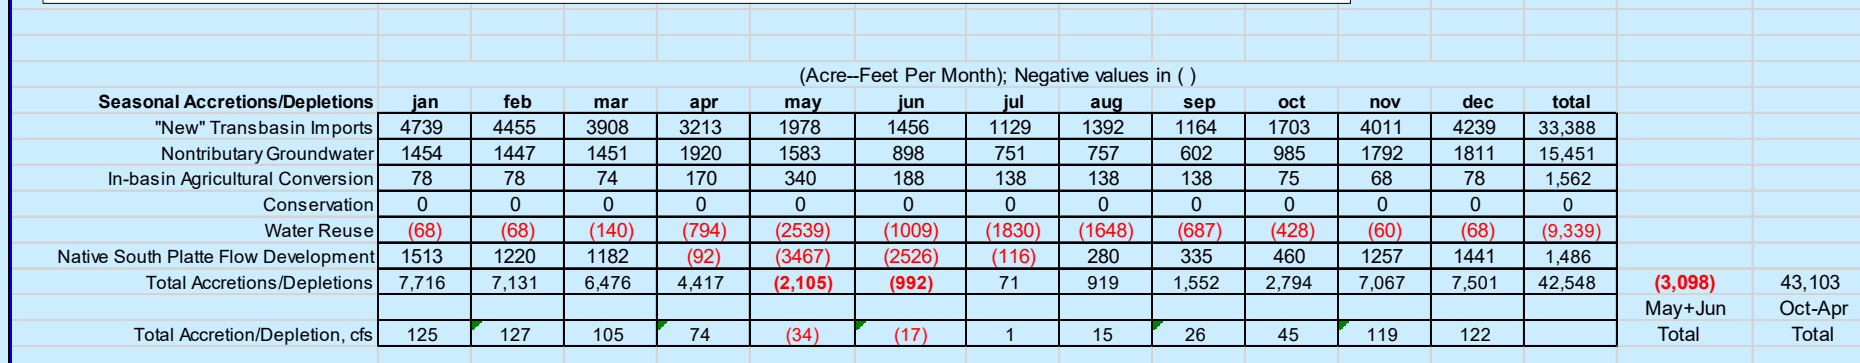 (Acre--Feet Per Month); Negative values in ( )
Seasonal Accretions/Depletions jan feb mar apr may jun jul aug sep oct nov dec total
"New" Transbasin Imports 4739 4455 3908 3213 1978 1456 1129 1392 1164 1703 4011 4239 33,388
Nontributary Groundwater 1454 1447 1451 1920 1583 898 751 757 602 985 1792 1811 15,451
In-basin Agricultural Conversion 78 78 74 170 340 188 138 138 138 75 68 78 1,562
Conservation 0 0 0 0 0 0 0 0 0 0 0 0 0
Water Reuse (68) (68) (140) (794) (2539) (1009) (1830) (1648) (687) (428) (60) (68) (9,339)
Native South Platte Flow Development 1513 1220 1182 (92) (3467) (2526) (116) 280 335 460 1257 1441 1,486
Total Accretions/Depletions 7,716 7,131 6,476 4,417 (2,105) (992) 71 919 1,552 2,794 7,067 7,501 42,548 (3,098) 43,103
May+Jun Oct-Apr
Total Accretion/Depletion, cfs 125 127 105 74 (34) (17) 1 15 26 45 119 122 Total Total